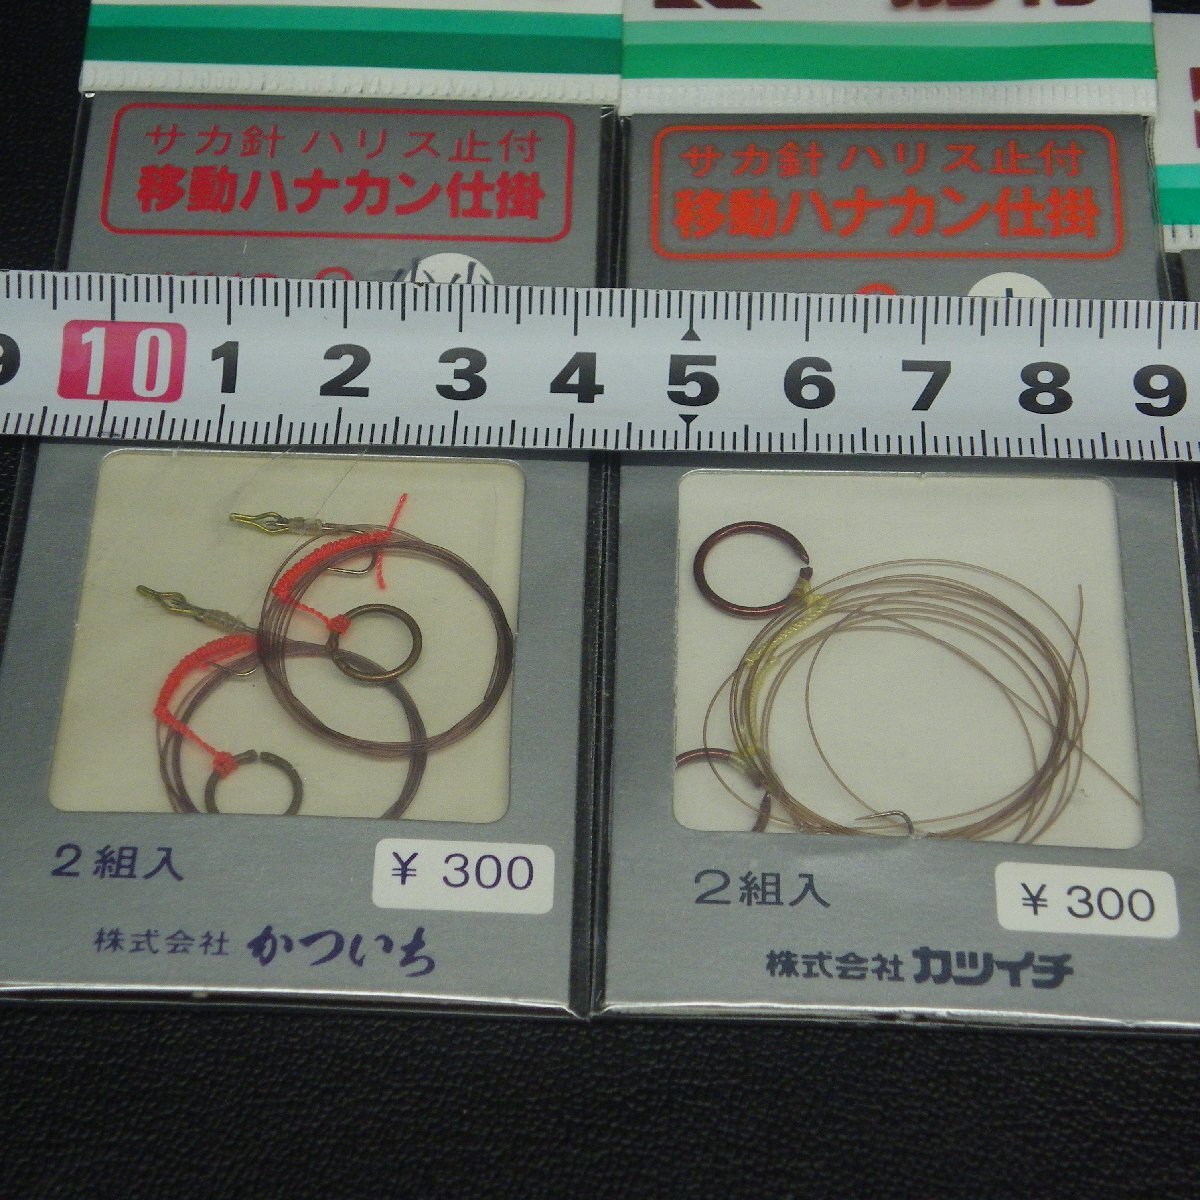 サカ針 ハリス止付
移動ハナカン仕掛
サカ針 ハリス止付
移動ハナカン仕掛
9 10 1 2 3 4 5 6 7 8 9
2組入
¥ 300
株式会社 かついち
2組入
¥ 300
株式会社 カツイチ